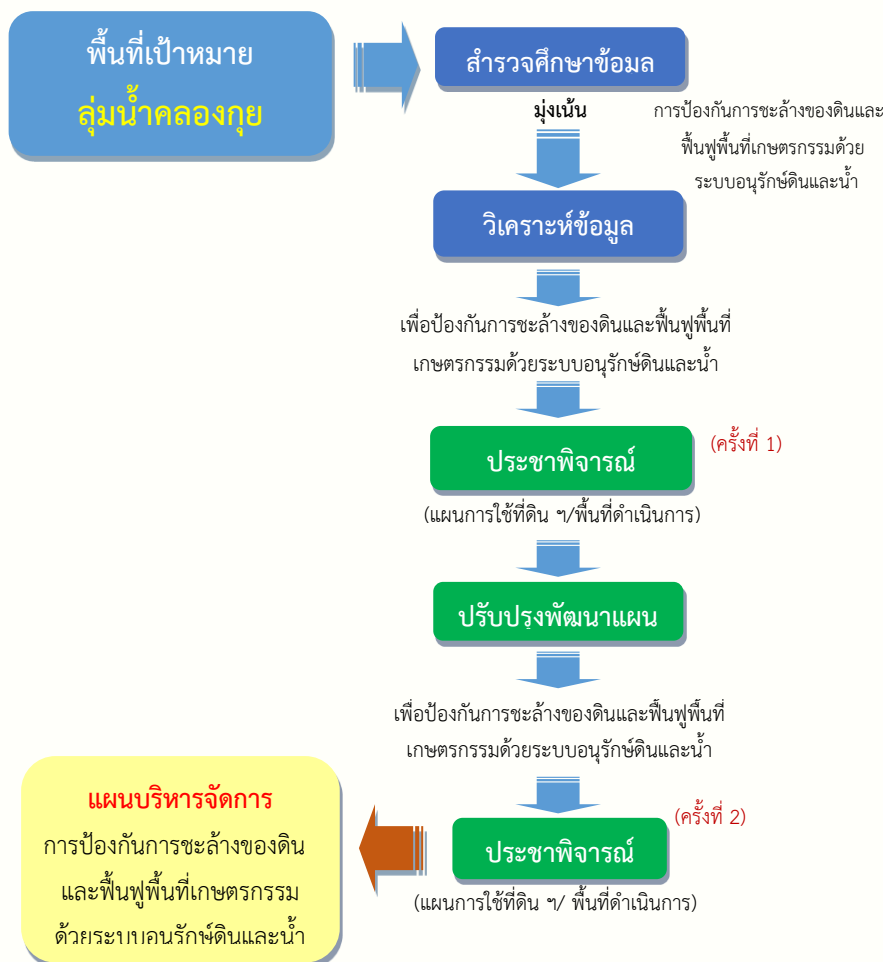 พื้นที่เป้าหมาย
ลุ่มน้ำคลองกุย
สำรวจศึกษาข้อมูล
มุ่งเน้น
การป้องกันการชะล้างของดินและ
ฟื้นฟูพื้นที่เกษตรกรรมด้วย
ระบบอนุรักษ์ดินและน้ำ
วิเคราะห์ข้อมูล
เพื่อป้องกันการชะล้างของดินและฟื้นฟูพื้นที่
เกษตรกรรมด้วยระบบอนุรักษ์ดินและน้ำ
ประชาพิจารณ์
(ครั้งที่ 1)
(แผนการใช้ที่ดิน ฯ/พื้นที่ดำเนินการ)
ปรับปรุงพัฒนาแผน
เพื่อป้องกันการชะล้างของดินและฟื้นฟูพื้นที่
เกษตรกรรมด้วยระบบอนุรักษ์ดินและน้ำ
(ครั้งที่ 2)
ประชาพิจารณ์
(แผนการใช้ที่ดิน ฯ/ พื้นที่ดำเนินการ)
แผนบริหารจัดการ
การป้องกันการชะล้างของดิน
และฟื้นฟูพื้นที่เกษตรกรรม
ด้วยระบบอนุรักษ์ดินและน้ำ